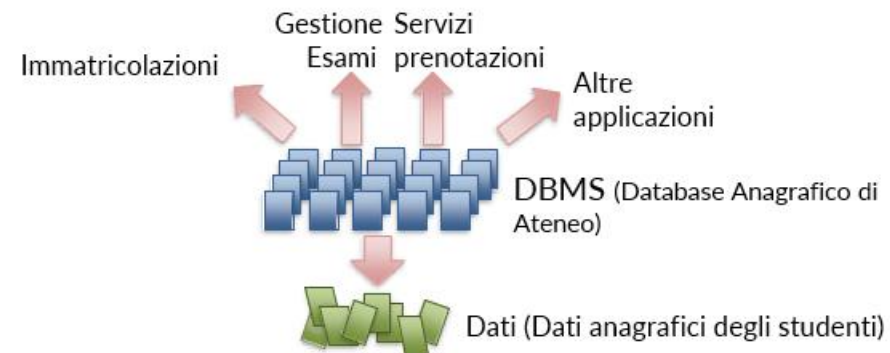 Immatricolazioni
Gestione
Esami
Servizi
prenotazioni
Altre
applicazioni
DBMS (Database Anagrafico di
Ateneo)
Dati (Dati anagrafici degli studenti)